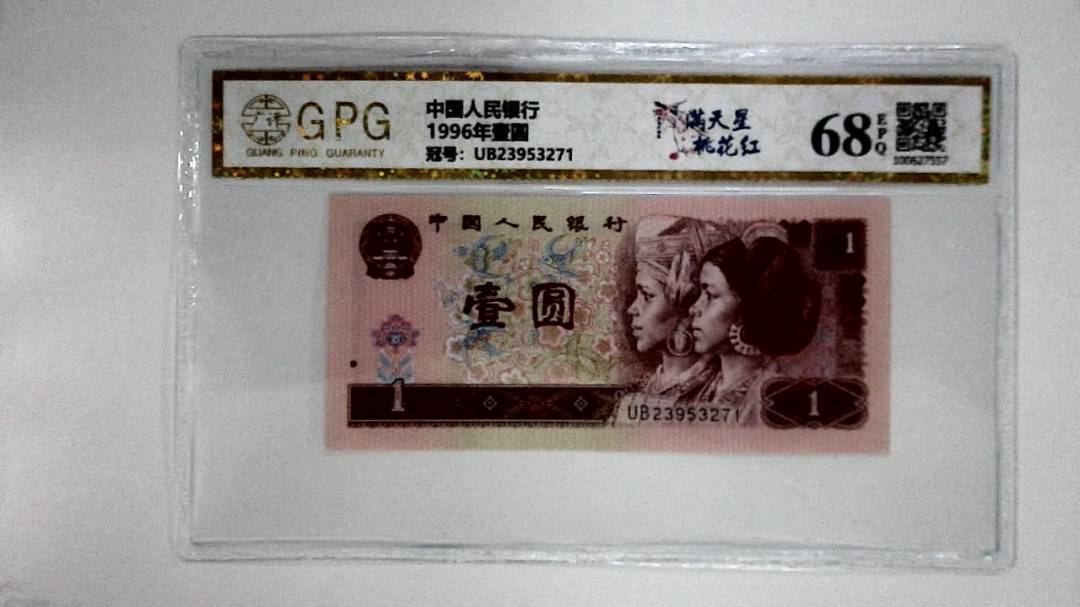 GPG
GUANG PING GUARANTY
中国人民银行
1996年壹圆
冠号：UB23953271
满天星
桃花红
68
EPQ
100627557
中国人民银行
1
壹圆
1
UB23953271
1